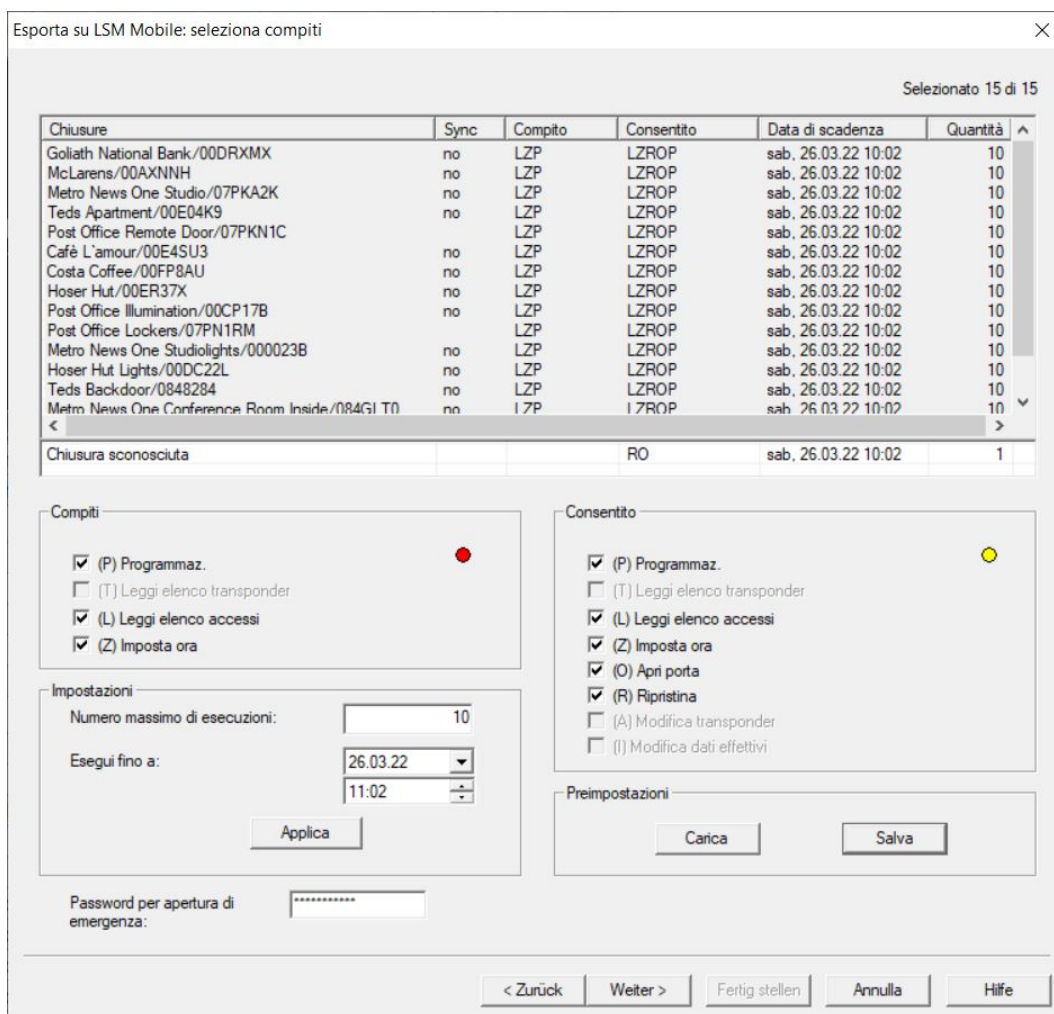 Esporta su LSM Mobile: seleziona compiti
Selezionato 15 di 15
Chiusure Sync Compito Consentito Data di scadenza Quantità
Goliath National Bank/00DRXMX no LZP LZROP sab, 26.03.22 10:02 10
McLarens/00AXNNH no LZP LZROP sab, 26.03.22 10:02 10
Metro News One Studio/07PKA2K no LZP LZROP sab, 26.03.22 10:02 10
Teds Apartment/00E04K9 no LZP LZROP sab, 26.03.22 10:02 10
Post Office Remote Door/07PKN1C LZP LZROP sab, 26.03.22 10:02 10
Cafè L`amour/00E4SU3 no LZP LZROP sab, 26.03.22 10:02 10
Costa Coffee/00FP8AU no LZP LZROP sab, 26.03.22 10:02 10
Hoser Hut/00ER37X no LZP LZROP sab, 26.03.22 10:02 10
Post Office Illumination/00CP17B no LZP LZROP sab, 26.03.22 10:02 10
Post Office Lockers/07PN1RM LZP LZROP sab, 26.03.22 10:02 10
Metro News One Studiolights/000023B no LZP LZROP sab, 26.03.22 10:02 10
Hoser Hut Lights/00DC22L no LZP LZROP sab, 26.03.22 10:02 10
Teds Backdoor/0848284 no LZP LZROP sab, 26.03.22 10:02 10
Metro News One Conference Room Inside/084GLT0 no LZP LZROP sab, 26.03.22 10:02 10
Chiusura sconosciuta RO sab, 26.03.22 10:02 1
Compiti
(P) Programmaz.
(T) Leggi elenco transponder
(L) Leggi elenco accessi
(Z) Imposta ora
Consentito
(P) Programmaz.
(T) Leggi elenco transponder
(L) Leggi elenco accessi
(Z) Imposta ora
(O) Apri porta
(R) Ripristina
(A) Modifica transponder
(I) Modifica dati effettivi
Impostazioni
Numero massimo di esecuzioni: 10
Esegui fino a: 26.03.22
11:02
Applica
Preimpostazioni
Carica Salva
Password per apertura di
emergenza: ***********
< Zurück Weiter > Fertig stellen Annulla Hilfe